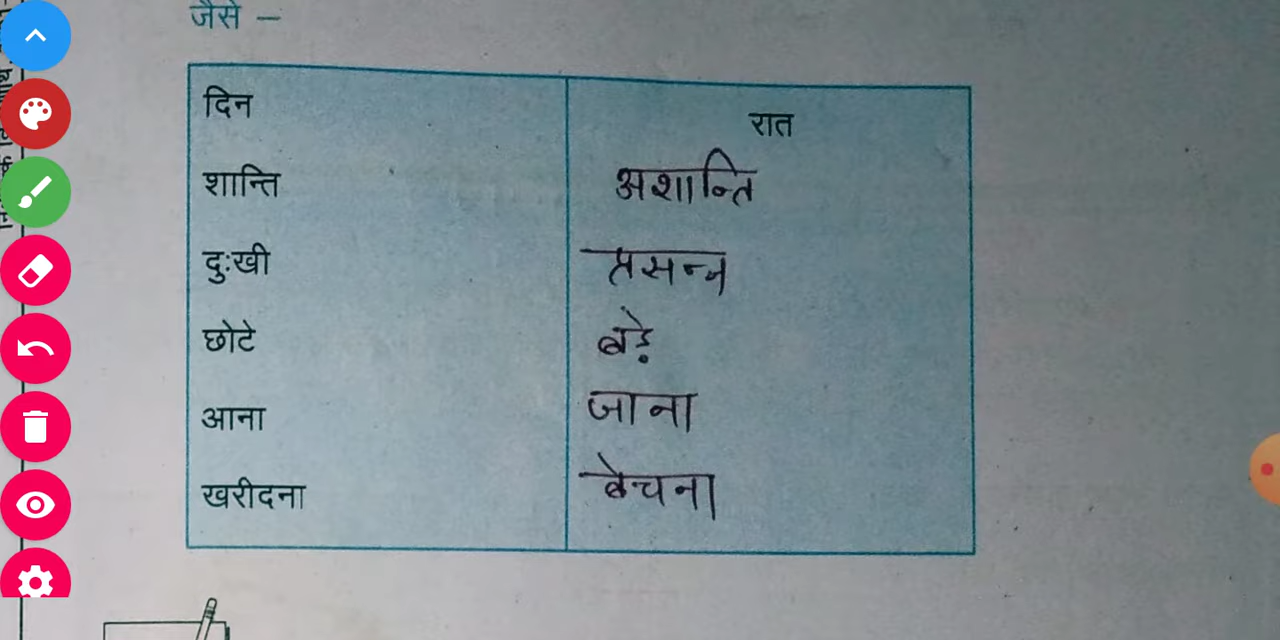 जैसे –
दिन रात
शान्ति अशान्ति
दुःखी प्रसन्न
छोटे बड़े
आना जाना
खरीदना बेचना